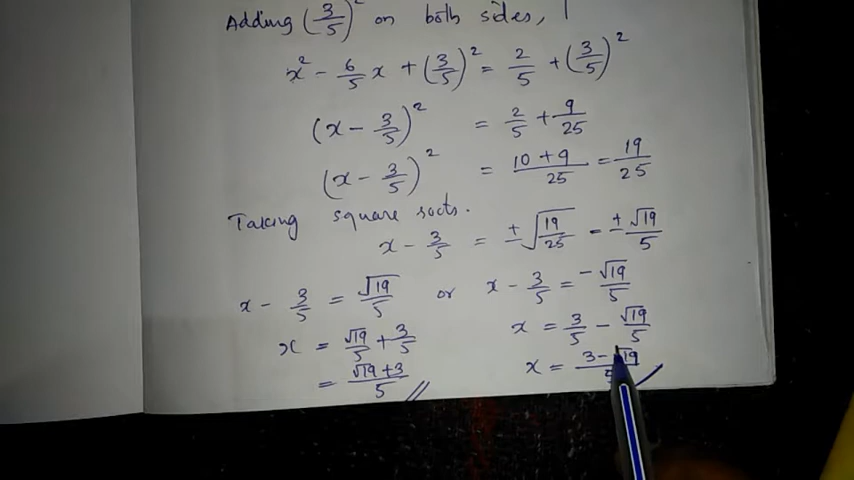 Adding (3/5)² on both sides,
x² - 6/5 x + (3/5)² = 2/5 + (3/5)²
(x - 3/5)² = 2/5 + 9/25
(x - 3/5)² = 10 + 9/25 = 19/25
Taking square roots.
x - 3/5 = ± √19/25 = ± √19/5
x - 3/5 = √19/5 or x - 3/5 = - √19/5
x = √19/5 + 3/5 x = 3/5 - √19/5
= √19 + 3/5 x = 3 - √19/5